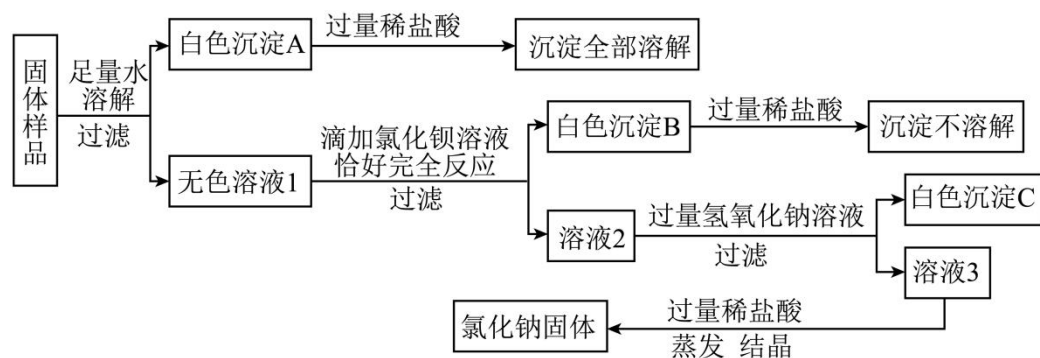 固体样品
足量水
溶解
过滤
白色沉淀A
过量稀盐酸
沉淀全部溶解
无色溶液1
滴加氯化钡溶液
恰好完全反应
过滤
白色沉淀B
过量稀盐酸
沉淀不溶解
溶液2
过量氢氧化钠溶液
过滤
白色沉淀C
溶液3
过量稀盐酸
蒸发 结晶
氯化钠固体